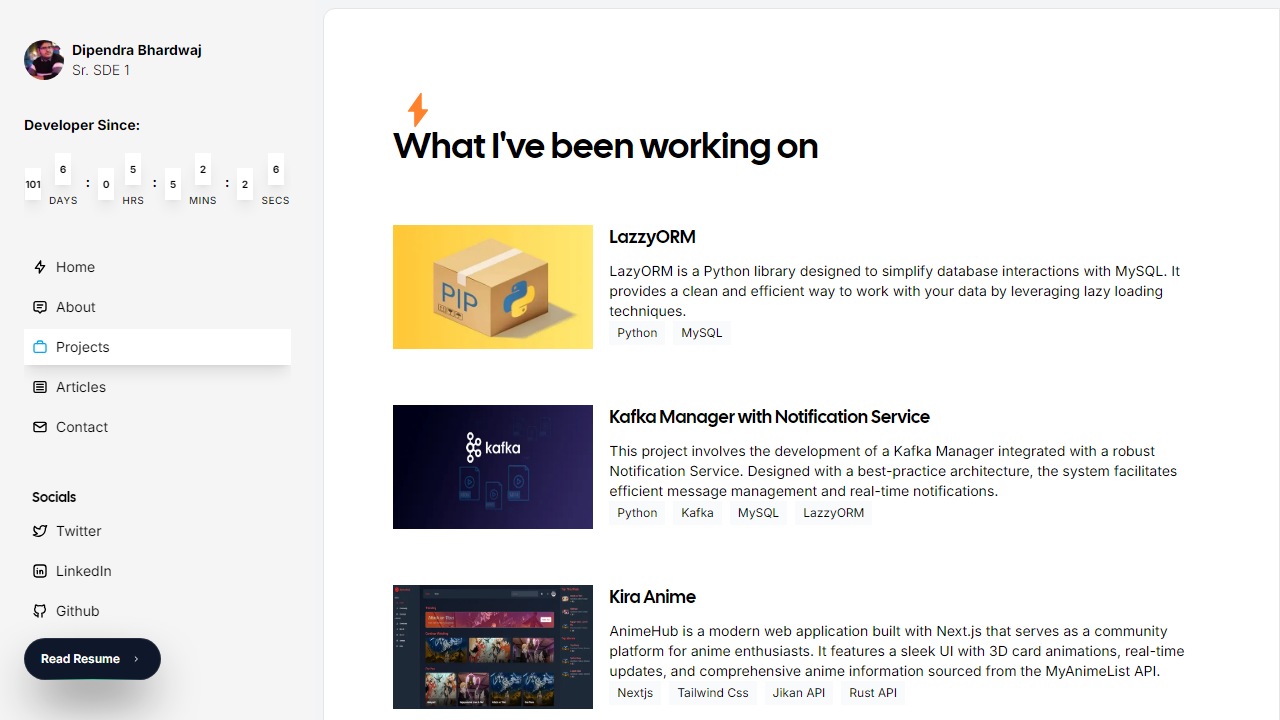 Dipendra Bhardwaj
Sr. SDE 1
Developer Since:
101 6 : 0 5 : 5 2 : 2 6
DAYS HRS MINS SECS
Home
About
Projects
Articles
Contact
Socials
Twitter
LinkedIn
Github
Read Resume
What I've been working on
PIP
LazzyORM
LazyORM is a Python library designed to simplify database interactions with MySQL. It
provides a clean and efficient way to work with your data by leveraging lazy loading
techniques.
Python MySQL
kafka
Kafka Manager with Notification Service
This project involves the development of a Kafka Manager integrated with a robust
Notification Service. Designed with a best-practice architecture, the system facilitates
efficient message management and real-time notifications.
Python Kafka MySQL LazzyORM
Kira Anime
AnimeHub is a modern web application built with Next.js that serves as a community
platform for anime enthusiasts. It features a sleek UI with 3D card animations, real-time
updates, and comprehensive anime information sourced from the MyAnimeList API.
Nextjs Tailwind Css Jikan API Rust API